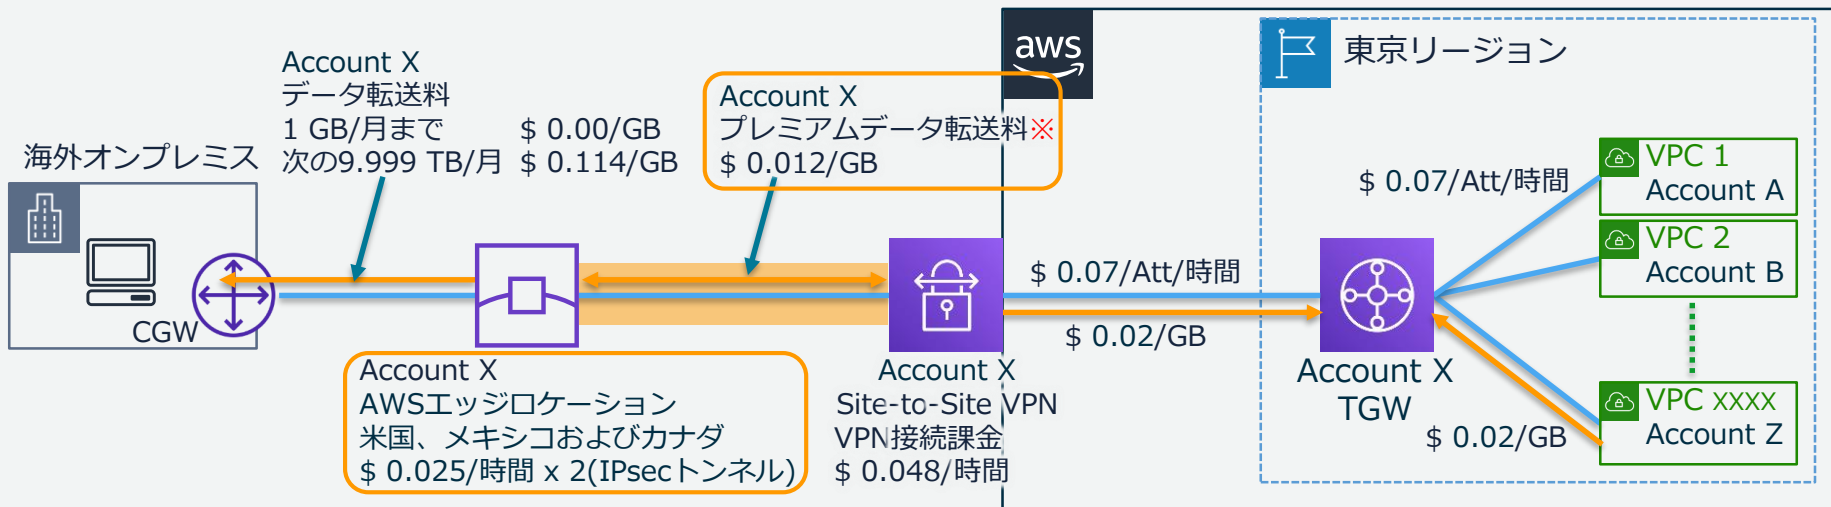 aws
東京リージョン
Account X
データ転送料
1 GB/月まで $ 0.00/GB
次の9.999 TB/月 $ 0.114/GB
Account X
プレミアムデータ転送料※
$ 0.012/GB
海外オンプレミス
CGW
Account X
AWSエッジロケーション
米国、メキシコおよびカナダ
$ 0.025/時間 x 2(IPsecトンネル)
Account X
Site-to-Site VPN
VPN接続課金
$ 0.048/時間
$ 0.07/Att/時間
$ 0.02/GB
Account X
TGW
$ 0.07/Att/時間
$ 0.02/GB
VPC 1
Account A
VPC 2
Account B
VPC XXXX
Account Z